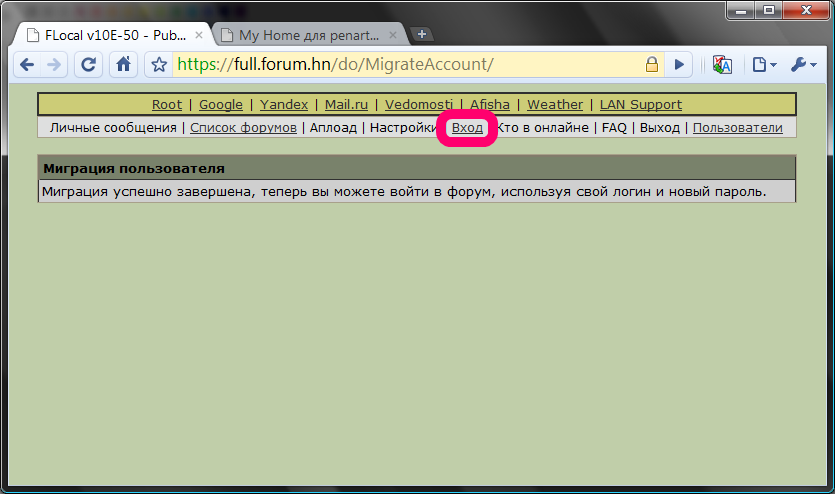 FLocal v10E-50 - Pub...
My Home для penart...
https://full.forum.hn/do/MigrateAccount/
Root | Google | Yandex | Mail.ru | Vedomosti | Afisha | Weather | LAN Support
Личные сообщения | Список форумов | Аплоад | Настройки Вход Кто в онлайне | FAQ | Выход | Пользователи
Миграция пользователя
Миграция успешно завершена, теперь вы можете войти в форум, используя свой логин и новый пароль.